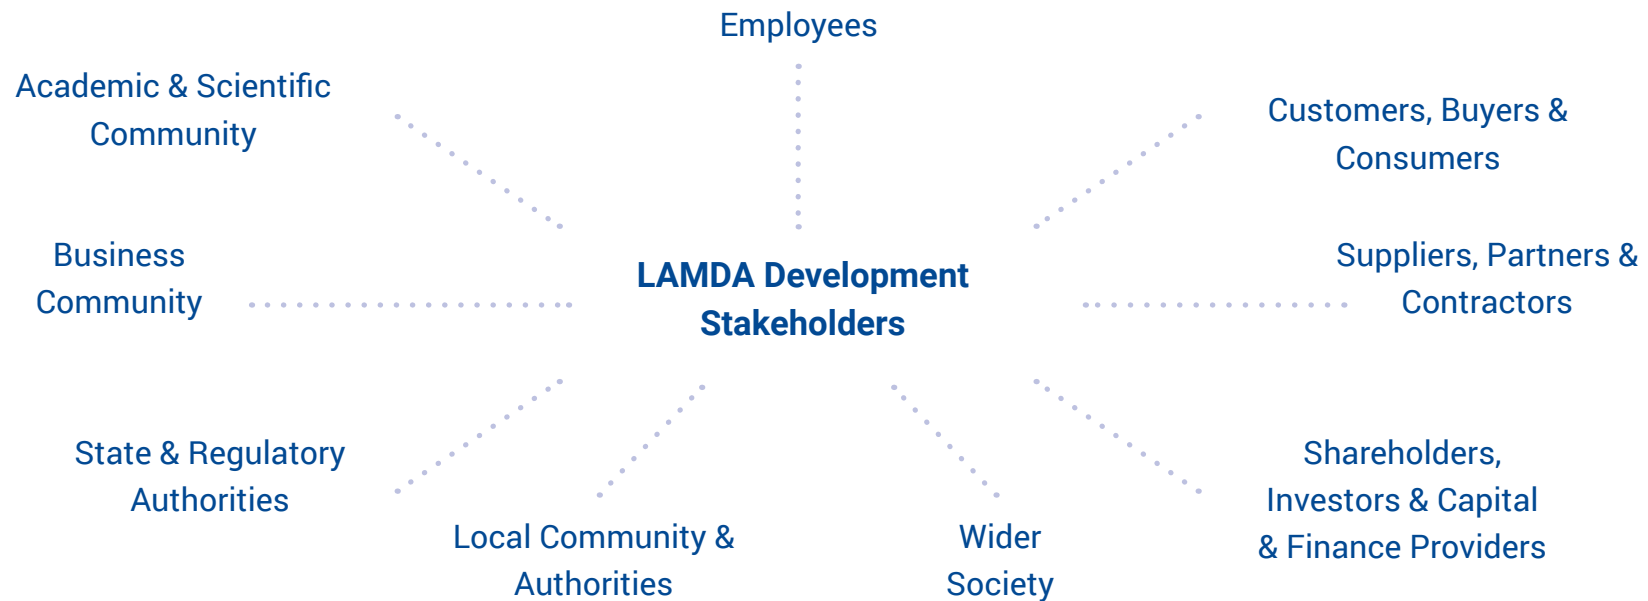 Employees
Academic & Scientific
Community
Customers, Buyers &
Consumers
Business
Community
LAMDA Development
Stakeholders
Suppliers, Partners &
Contractors
State & Regulatory
Authorities
Local Community &
Authorities
Wider
Society
Shareholders,
Investors & Capital
& Finance Providers